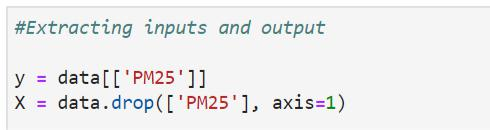 #Extracting inputs and output
y = data[['PM25']]
X = data.drop(['PM25'], axis=1)